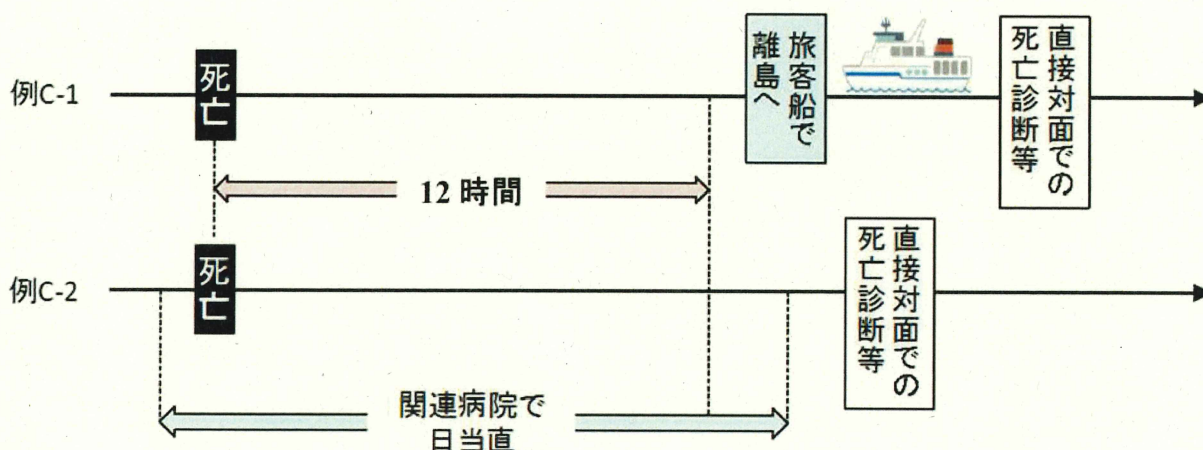 例C-1
死亡
旅客船で
離島へ
直接対面での
死亡診断等
12 時間
例C-2
死亡
直接対面での
死亡診断等
関連病院で
日当直